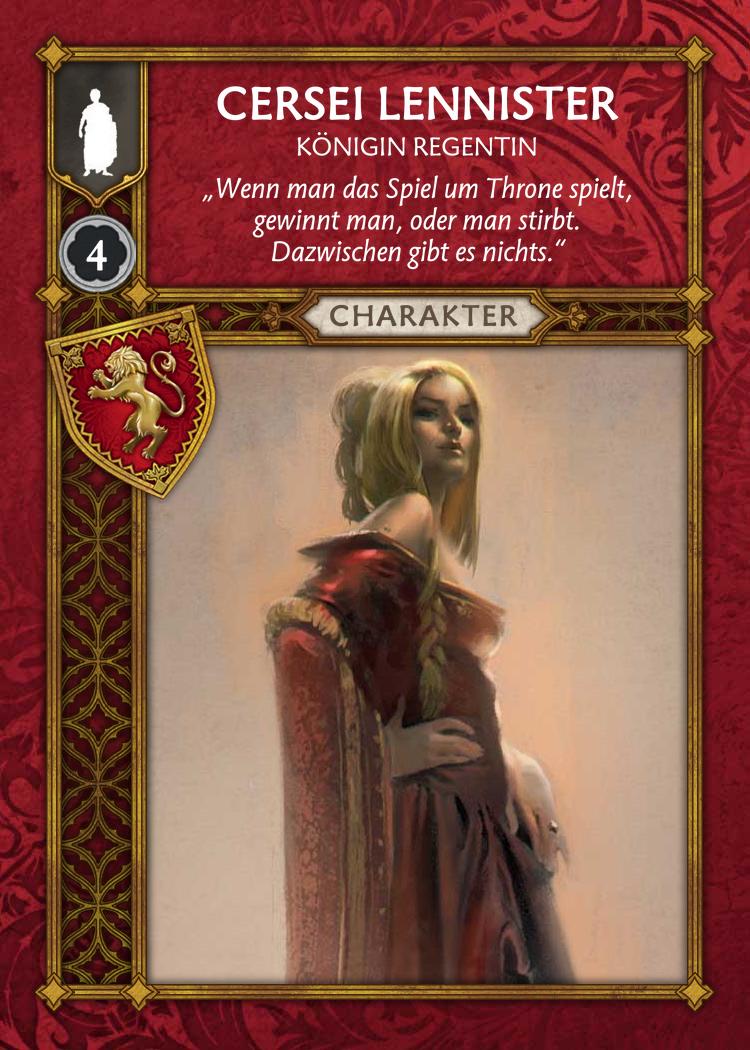 CERSEI LENNISTER
KÖNIGIN REGENTIN
„Wenn man das Spiel um Throne spielt,
gewinnt man, oder man stirbt.
Dazwischen gibt es nichts.“
4
CHARAKTER